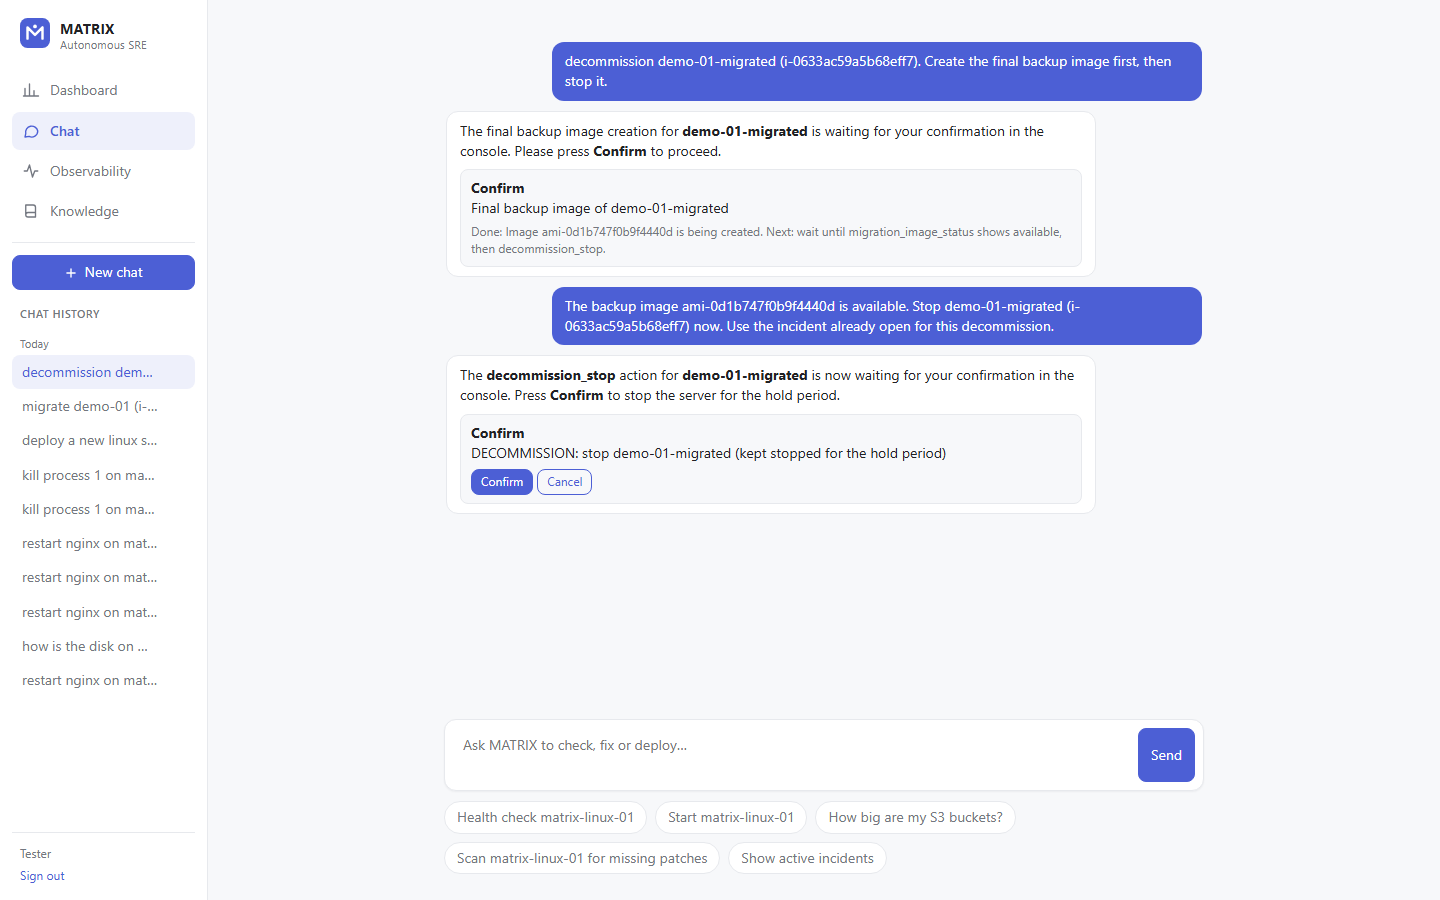 MATRIX
Autonomous SRE
Dashboard
Chat
Observability
Knowledge
+ New chat
CHAT HISTORY
Today
decommission dem...
migrate demo-01 (i-...
deploy a new linux s...
kill process 1 on ma...
kill process 1 on ma...
restart nginx on mat...
restart nginx on mat...
restart nginx on mat...
how is the disk on ...
restart nginx on mat...
Tester
Sign out
decommission demo-01-migrated (i-0633ac59a5b68eff7). Create the final backup image first, then
stop it.
The final backup image creation for demo-01-migrated is waiting for your confirmation in the
console. Please press Confirm to proceed.
Confirm
Final backup image of demo-01-migrated
Done: Image ami-0d1b747f0b9f4440d is being created. Next: wait until migration_image_status shows available,
then decommission_stop.
The backup image ami-0d1b747f0b9f4440d is available. Stop demo-01-migrated (i-
0633ac59a5b68eff7) now. Use the incident already open for this decommission.
The decommission_stop action for demo-01-migrated is now waiting for your confirmation in the
console. Press Confirm to stop the server for the hold period.
Confirm
DECOMMISSION: stop demo-01-migrated (kept stopped for the hold period)
Confirm Cancel
Ask MATRIX to check, fix or deploy...
Send
Health check matrix-linux-01 Start matrix-linux-01 How big are my S3 buckets?
Scan matrix-linux-01 for missing patches Show active incidents